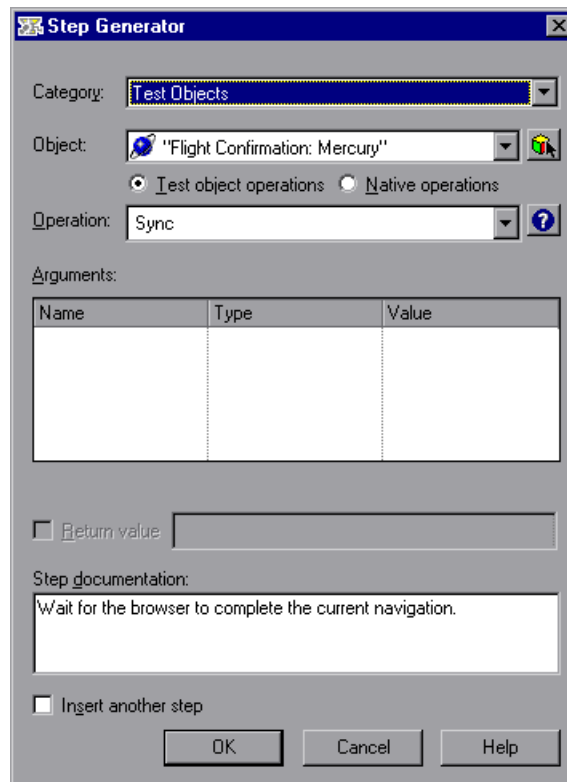 Step Generator
Category: Test Objects
Object: "Flight Confirmation: Mercury"
Test object operations Native operations
Operation: Sync
Arguments:
Name Type Value
Return value
Step documentation:
Wait for the browser to complete the current navigation.
Insert another step
OK Cancel Help